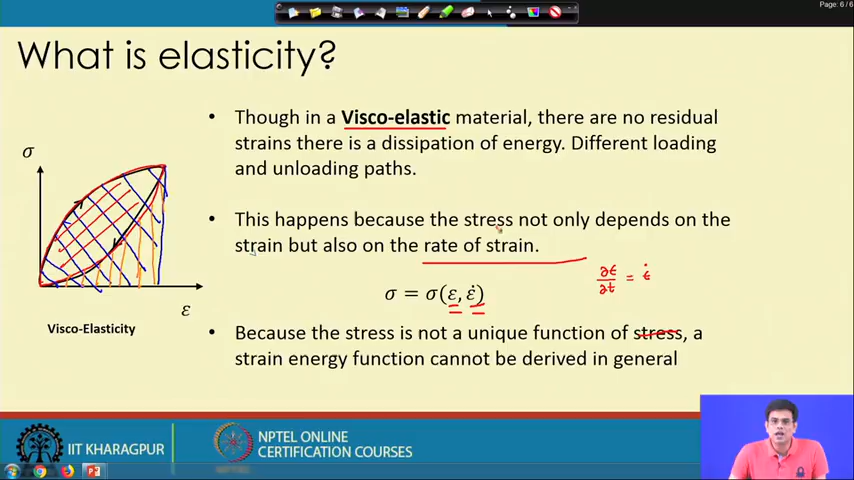 Page: 6 / 6
What is elasticity?
• Though in a Visco-elastic material, there are no residual
strains there is a dissipation of energy. Different loading
and unloading paths.
σ
• This happens because the stress not only depends on the
strain but also on the rate of strain.
∂ε/∂t = ε̇
σ = σ(ε, ε̇)
ε
Visco-Elasticity
• Because the stress is not a unique function of stress, a
strain energy function cannot be derived in general
IIT KHARAGPUR
NPTEL ONLINE
CERTIFICATION COURSES